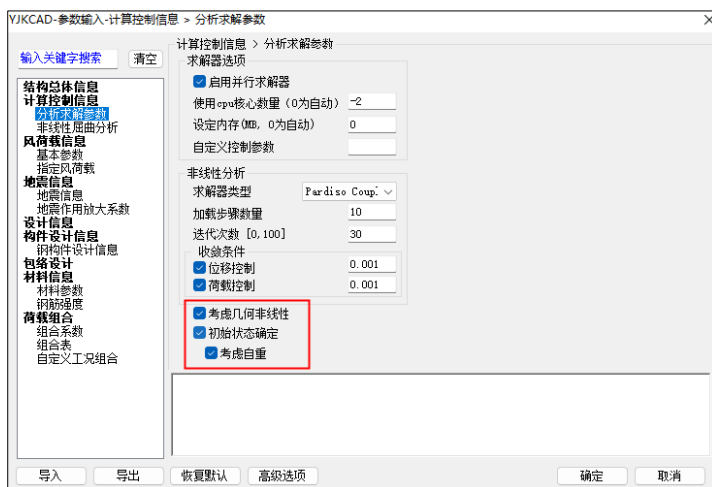 YJKCAD-参数输入-计算控制信息 > 分析求解参数
输入关键字搜索
清空
结构总体信息
计算控制信息
分析求解参数
非线性屈曲分析
风荷载信息
基本参数
指定风荷载
地震信息
地震信息
地震作用放大系数
设计信息
构件设计信息
钢构件设计信息
包络设计
材料信息
材料参数
钢筋强度
荷载组合
组合系数
组合表
自定义工况组合
计算控制信息 > 分析求解参数
求解器选项
启用并行求解器
使用cpu核心数量（0为自动） -2
设定内存(MB, 0为自动) 0
自定义控制参数
非线性分析
求解器类型 Pardiso Coupl
加载步骤数量 10
迭代次数 [0,100] 30
收敛条件
位移控制 0.001
荷载控制 0.001
考虑几何非线性
初始状态确定
考虑自重
导入 导出 恢复默认 高级选项 确定 取消